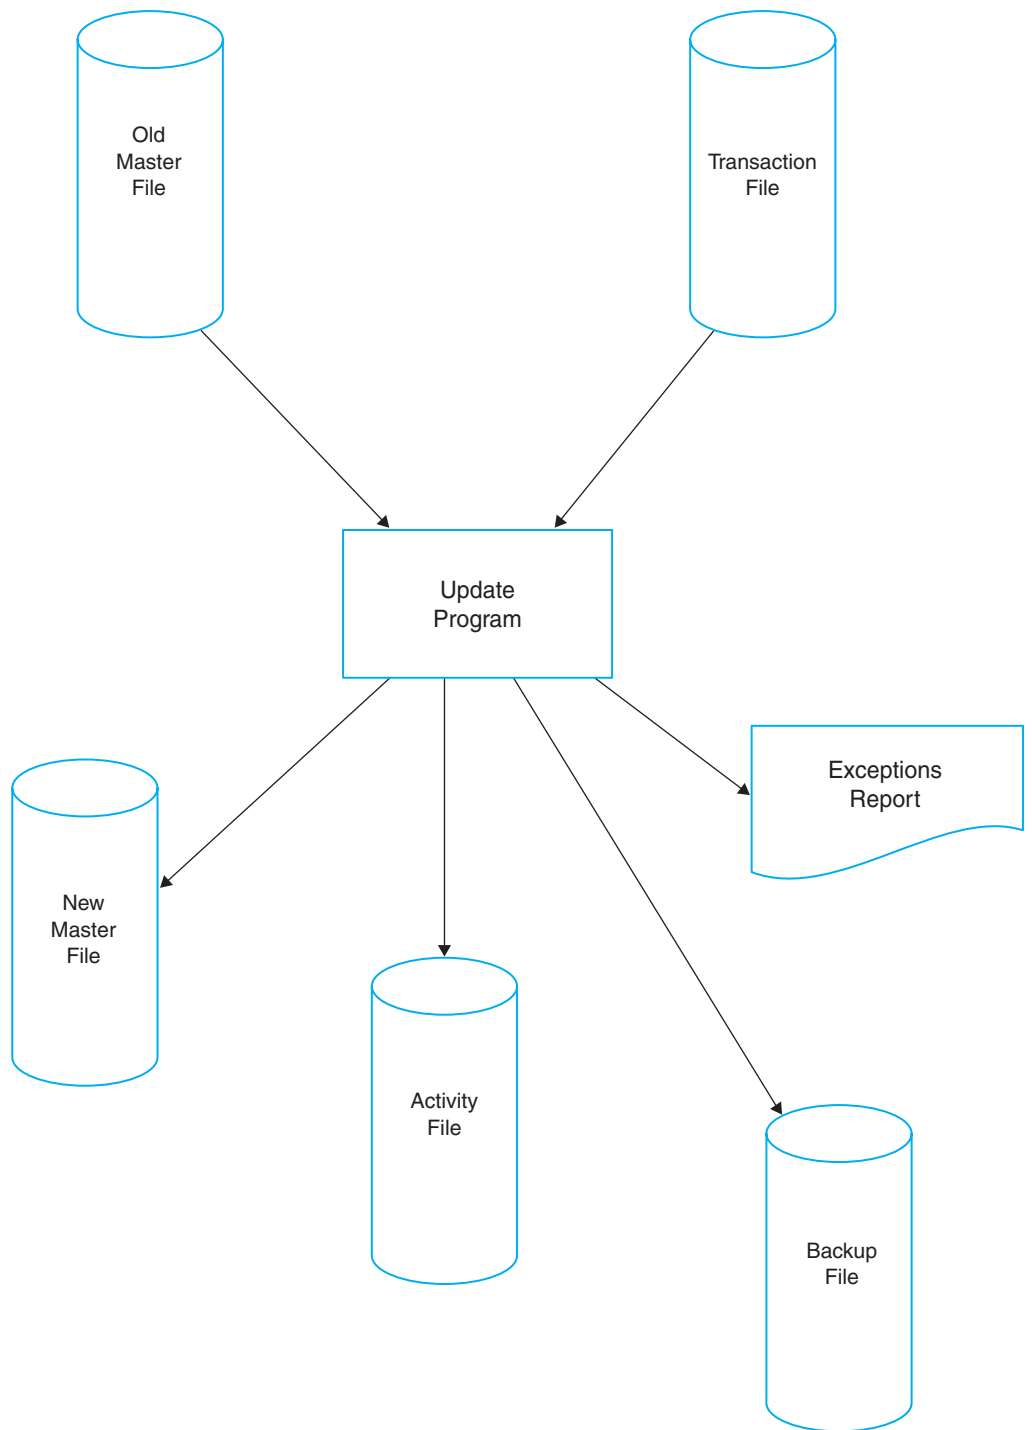 Old
Master
File
Transaction
File
Update
Program
Exceptions
Report
New
Master
File
Activity
File
Backup
File